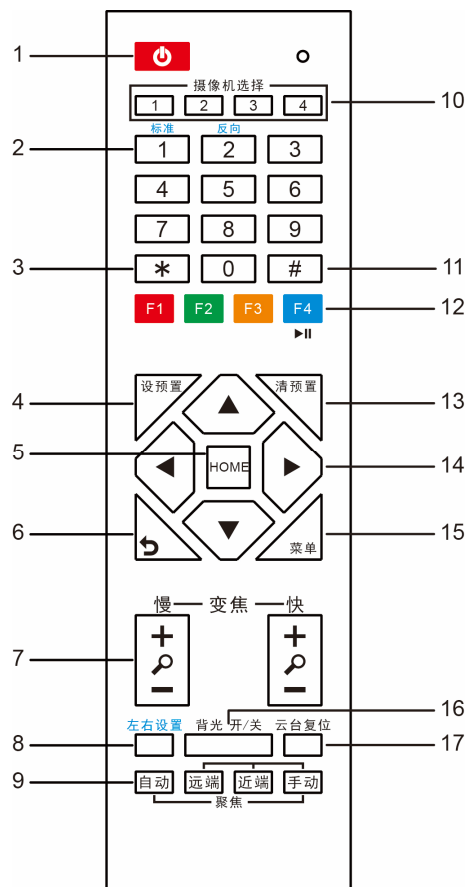 1
摄像机选择
1 2 3 4
10
标准 反向
2
1 2 3
4 5 6
7 8 9
3
* 0 #
11
F1 F2 F3 F4
12
4
设预置
清预置
13
5
HOME
14
6
菜单
15
慢 变焦 快
+ +
7
- -
16
左右设置 背光 开/关 云台复位
8
17
9
自动 远端 近端 手动
聚焦